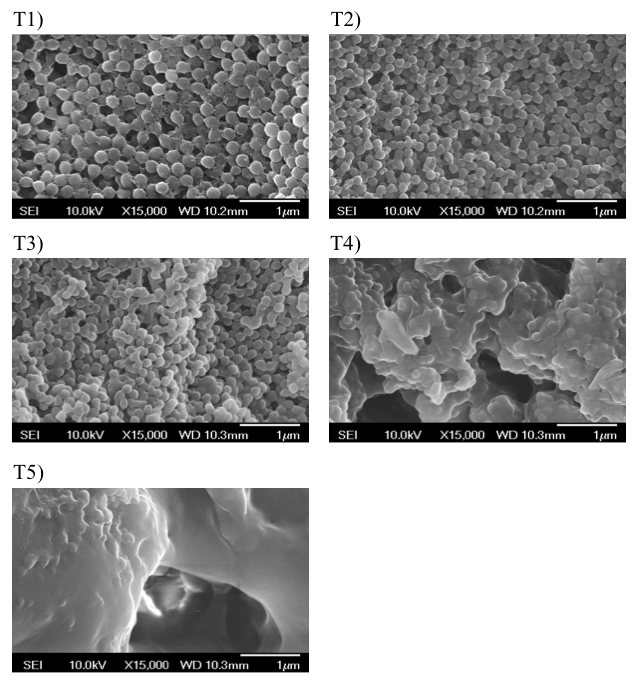 T1) T2)
SEI 10.0kV X15,000 WD 10.2mm 1μm SEI 10.0kV X15,000 WD 10.2mm 1μm
T3) T4)
SEI 10.0kV X15,000 WD 10.3mm 1μm SEI 10.0kV X15,000 WD 10.3mm 1μm
T5)
SEI 10.0kV X15,000 WD 10.3mm 1μm